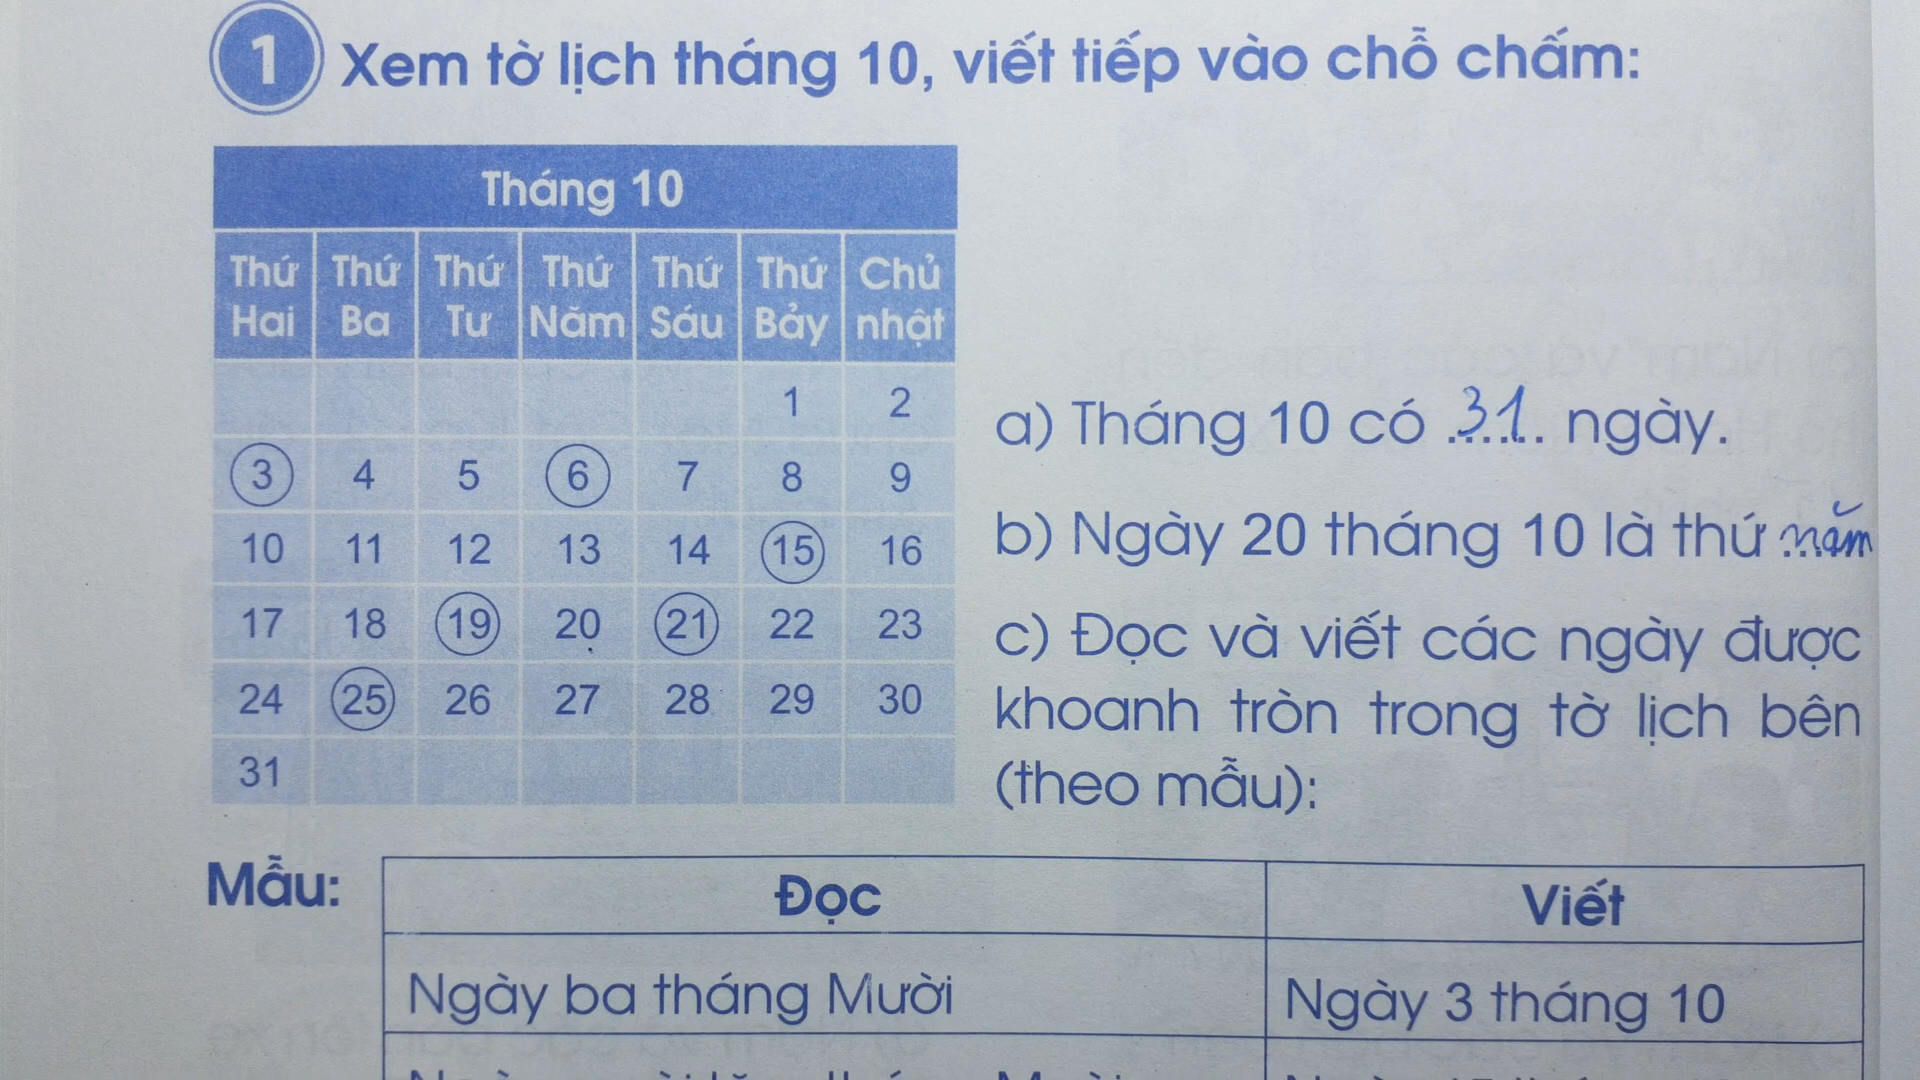 1 Xem tờ lịch tháng 10, viết tiếp vào chỗ chấm:
Tháng 10
Thứ Hai Thứ Ba Thứ Tư Thứ Năm Thứ Sáu Thứ Bảy Chủ nhật
1 2
3 4 5 6 7 8 9
10 11 12 13 14 15 16
17 18 19 20 21 22 23
24 25 26 27 28 29 30
31
a) Tháng 10 có 31 ngày.
b) Ngày 20 tháng 10 là thứ năm
c) Đọc và viết các ngày được
khoanh tròn trong tờ lịch bên
(theo mẫu):
Mẫu:
Đọc Viết
Ngày ba tháng Mười Ngày 3 tháng 10